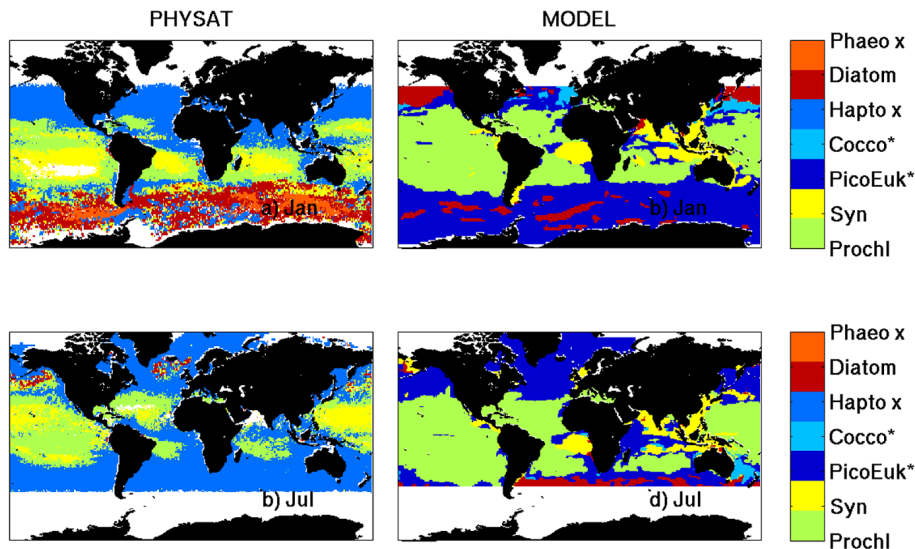 PHYSAT
MODEL
a) Jan
b) Jan
Phaeo x
Diatom
Hapto x
Cocco*
PicoEuk*
Syn
Prochl
b) Jul
d) Jul
Phaeo x
Diatom
Hapto x
Cocco*
PicoEuk*
Syn
Prochl